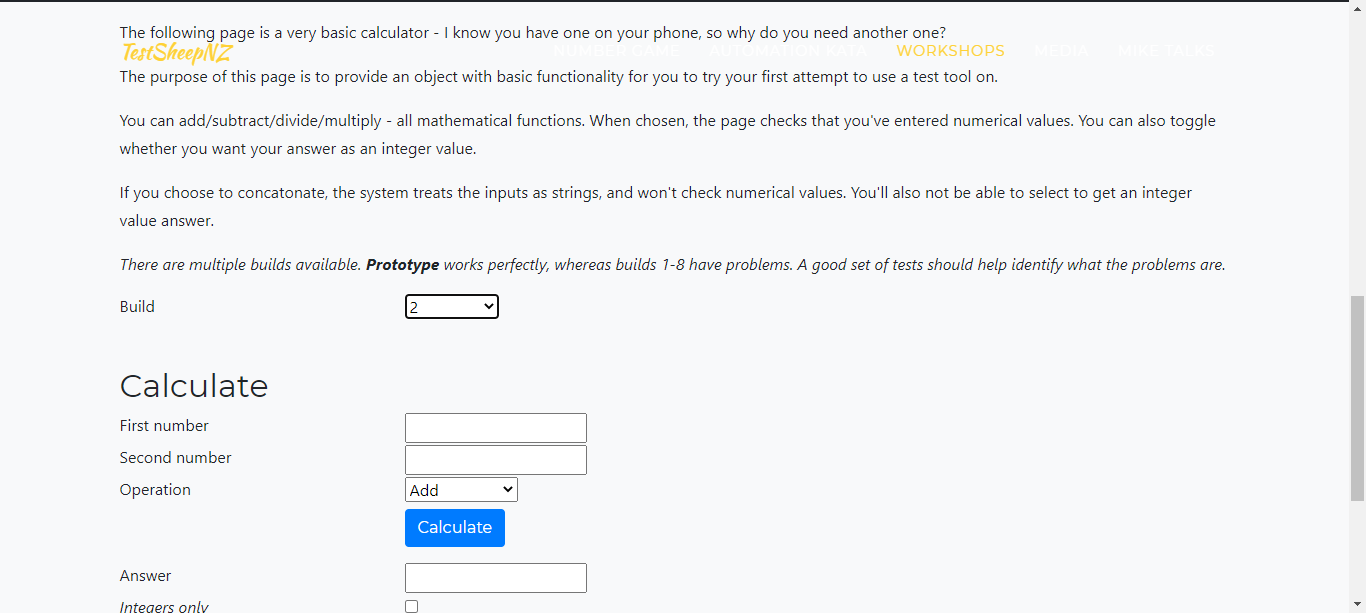 The following page is a very basic calculator - I know you have one on your phone, so why do you need another one?
TestSheepNZ NUMBER GAME AUTOMATION KATA WORKSHOPS MEDIA MIKE TALKS
The purpose of this page is to provide an object with basic functionality for you to try your first attempt to use a test tool on.
You can add/subtract/divide/multiply - all mathematical functions. When chosen, the page checks that you've entered numerical values. You can also toggle
whether you want your answer as an integer value.
If you choose to concatonate, the system treats the inputs as strings, and won't check numerical values. You'll also not be able to select to get an integer
value answer.
There are multiple builds available. Prototype works perfectly, whereas builds 1-8 have problems. A good set of tests should help identify what the problems are.
Build 2
Calculate
First number
Second number
Operation Add
Calculate
Answer
Integers only